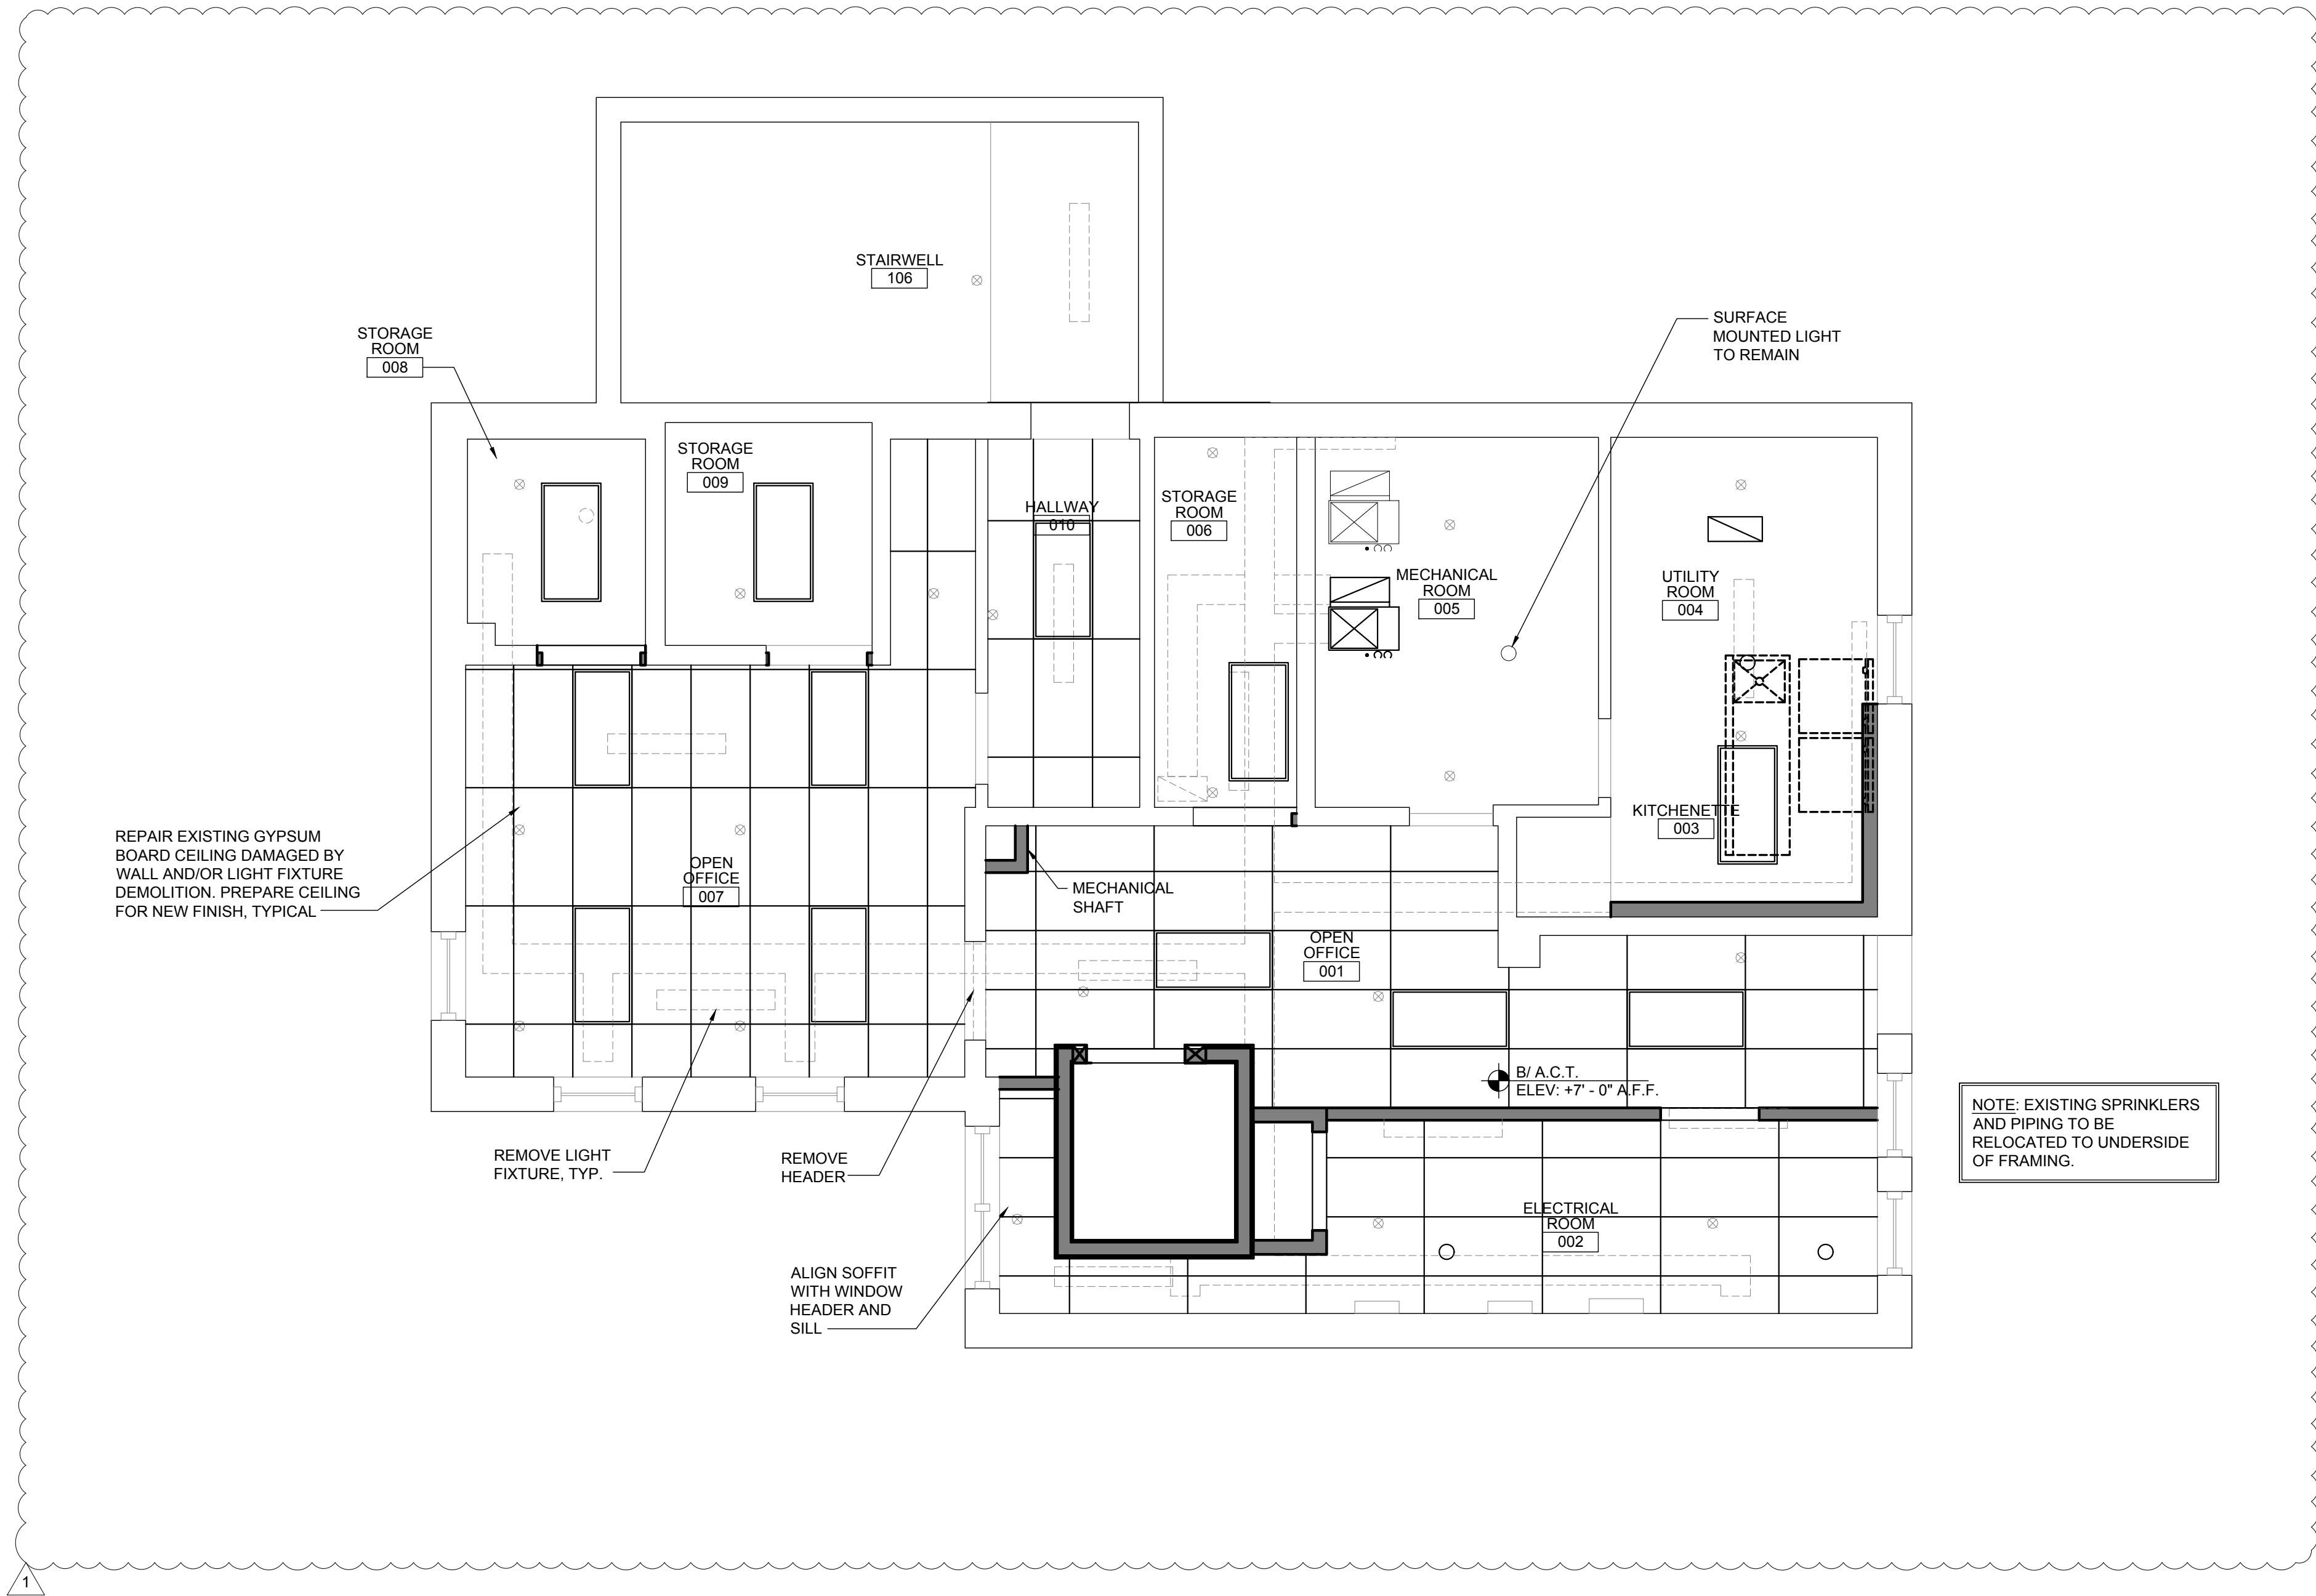 STAIRWELL
106
STORAGE
ROOM
008
SURFACE
MOUNTED LIGHT
TO REMAIN
STORAGE
ROOM
009
HALLWAY
010
STORAGE
ROOM
006
MECHANICAL
ROOM
005
UTILITY
ROOM
004
KITCHENETTE
003
REPAIR EXISTING GYPSUM
BOARD CEILING DAMAGED BY
WALL AND/OR LIGHT FIXTURE
DEMOLITION. PREPARE CEILING
FOR NEW FINISH, TYPICAL
OPEN
OFFICE
007
MECHANICAL
SHAFT
OPEN
OFFICE
001
B/ A.C.T.
ELEV: +7' - 0" A.F.F.
NOTE: EXISTING SPRINKLERS
AND PIPING TO BE
RELOCATED TO UNDERSIDE
OF FRAMING.
REMOVE LIGHT
FIXTURE, TYP.
REMOVE
HEADER
ELECTRICAL
ROOM
002
ALIGN SOFFIT
WITH WINDOW
HEADER AND
SILL
1